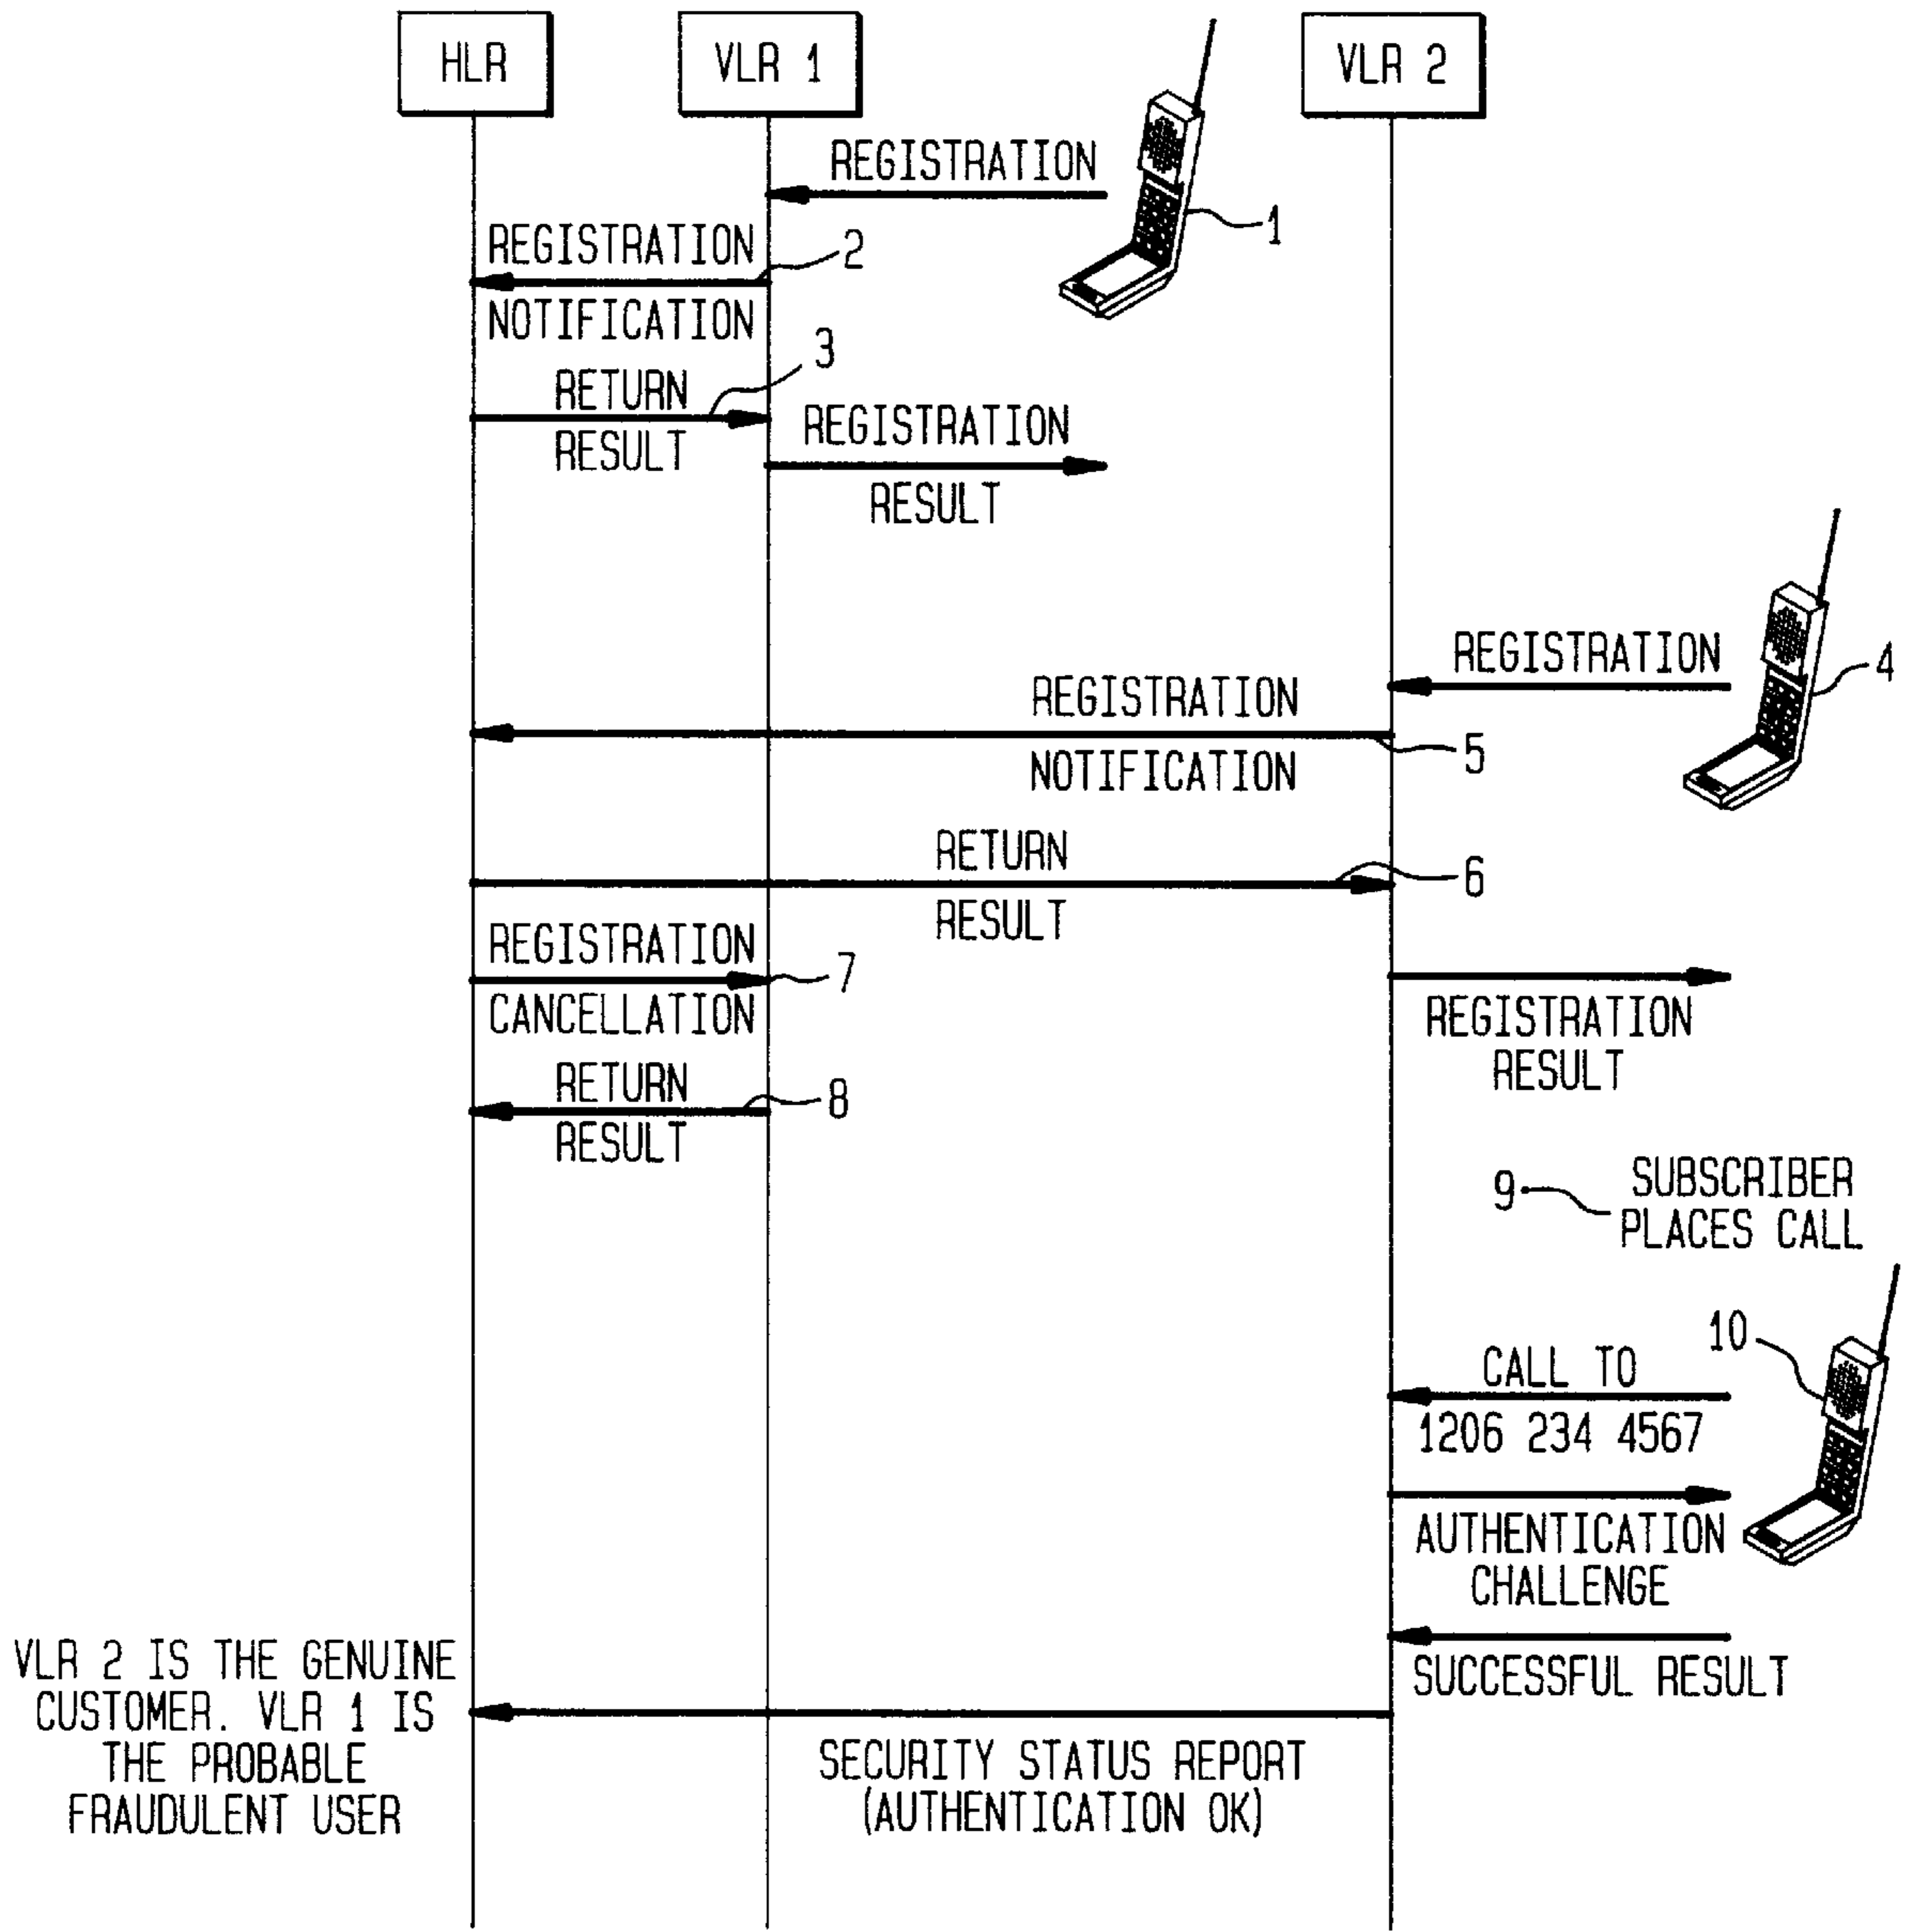 HLR
VLR 1
VLR 2
REGISTRATION
1
REGISTRATION
2
NOTIFICATION
3
RETURN
RESULT
REGISTRATION
RESULT
REGISTRATION
4
REGISTRATION
NOTIFICATION
5
RETURN
RESULT
6
REGISTRATION
CANCELLATION
7
REGISTRATION
RESULT
RETURN
RESULT
8
9
SUBSCRIBER
PLACES CALL
10
CALL TO
1206 234 4567
AUTHENTICATION
CHALLENGE
SUCCESSFUL RESULT
VLR 2 IS THE GENUINE
CUSTOMER. VLR 1 IS
THE PROBABLE
FRAUDULENT USER
SECURITY STATUS REPORT
(AUTHENTICATION OK)